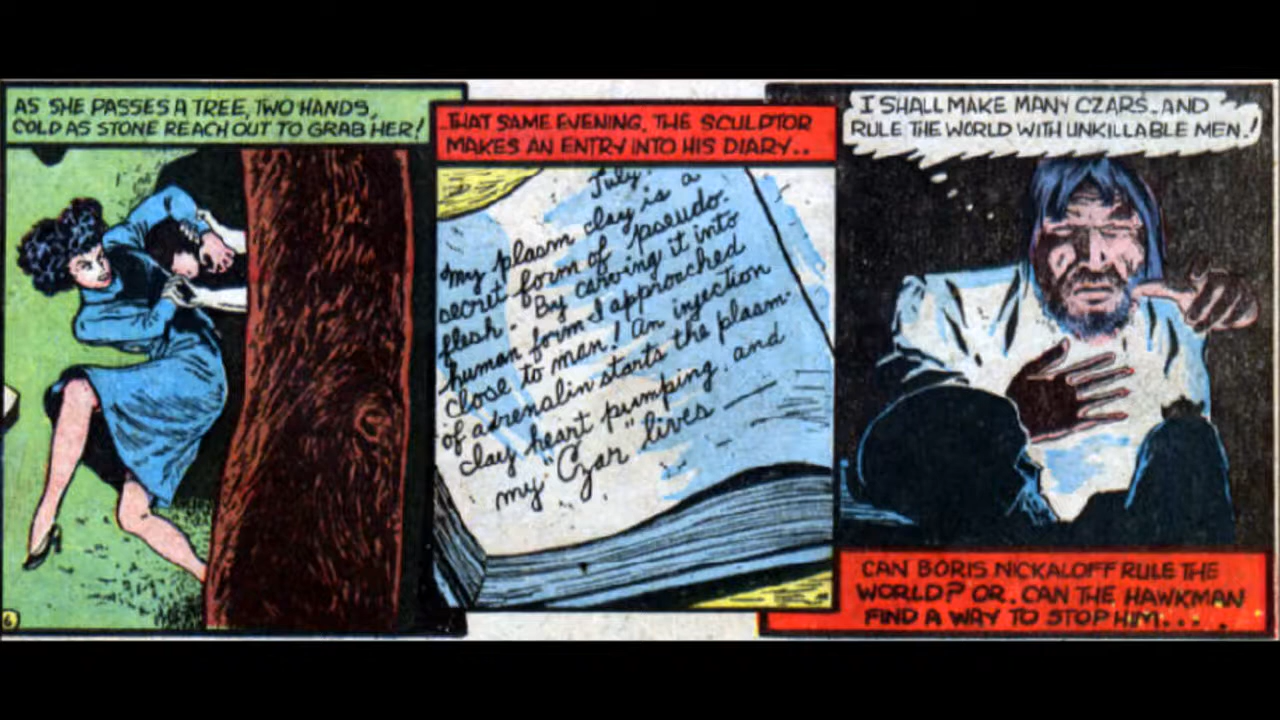 AS SHE PASSES A TREE, TWO HANDS,
COLD AS STONE REACH OUT TO GRAB HER!
6
THAT SAME EVENING, THE SCULPTOR
MAKES AN ENTRY INTO HIS DIARY..
July.
My plasm clay is a
secret form of pseudo-
flesh. By carving it into
human form I approached
close to man! An injection
of adrenalin starts the plasm-
clay heart pumping. and
my "Czar" lives
I SHALL MAKE MANY CZARS..AND
RULE THE WORLD WITH UNKILLABLE MEN!
CAN BORIS NICKALOFF RULE THE
WORLD? OR. CAN THE HAWKMAN
FIND A WAY TO STOP HIM....